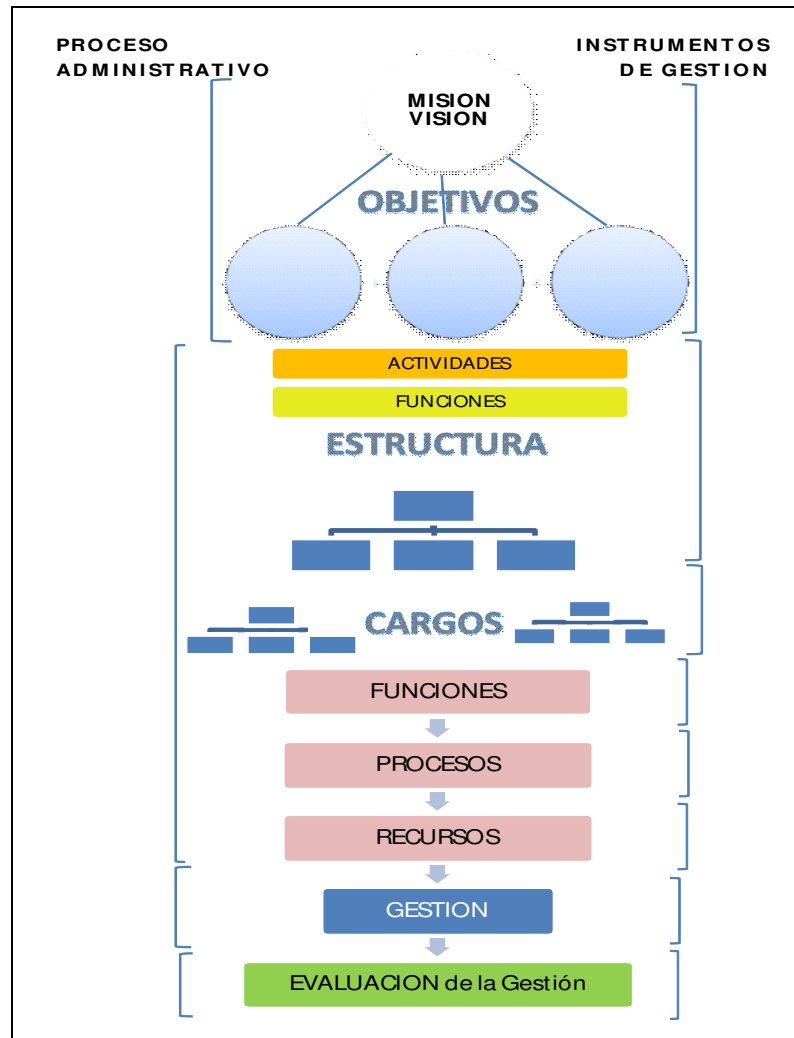 PROCESO
ADMINISTRATIVO
INSTRUMENTOS
DE GESTION
MISION
VISION
OBJETIVOS
ACTIVIDADES
FUNCIONES
ESTRUCTURA
CARGOS
FUNCIONES
PROCESOS
RECURSOS
GESTION
EVALUACION de la Gestión